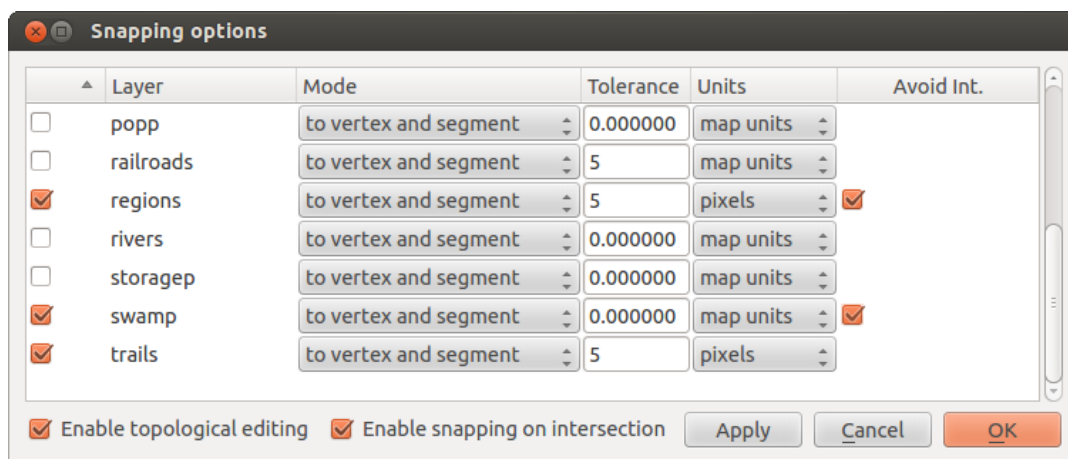 Snapping options
Layer Mode Tolerance Units Avoid Int.
popp to vertex and segment 0.000000 map units
railroads to vertex and segment 5 map units
regions to vertex and segment 5 pixels
rivers to vertex and segment 0.000000 map units
storagep to vertex and segment 0.000000 map units
swamp to vertex and segment 0.000000 map units
trails to vertex and segment 5 pixels
Enable topological editing Enable snapping on intersection Apply Cancel OK